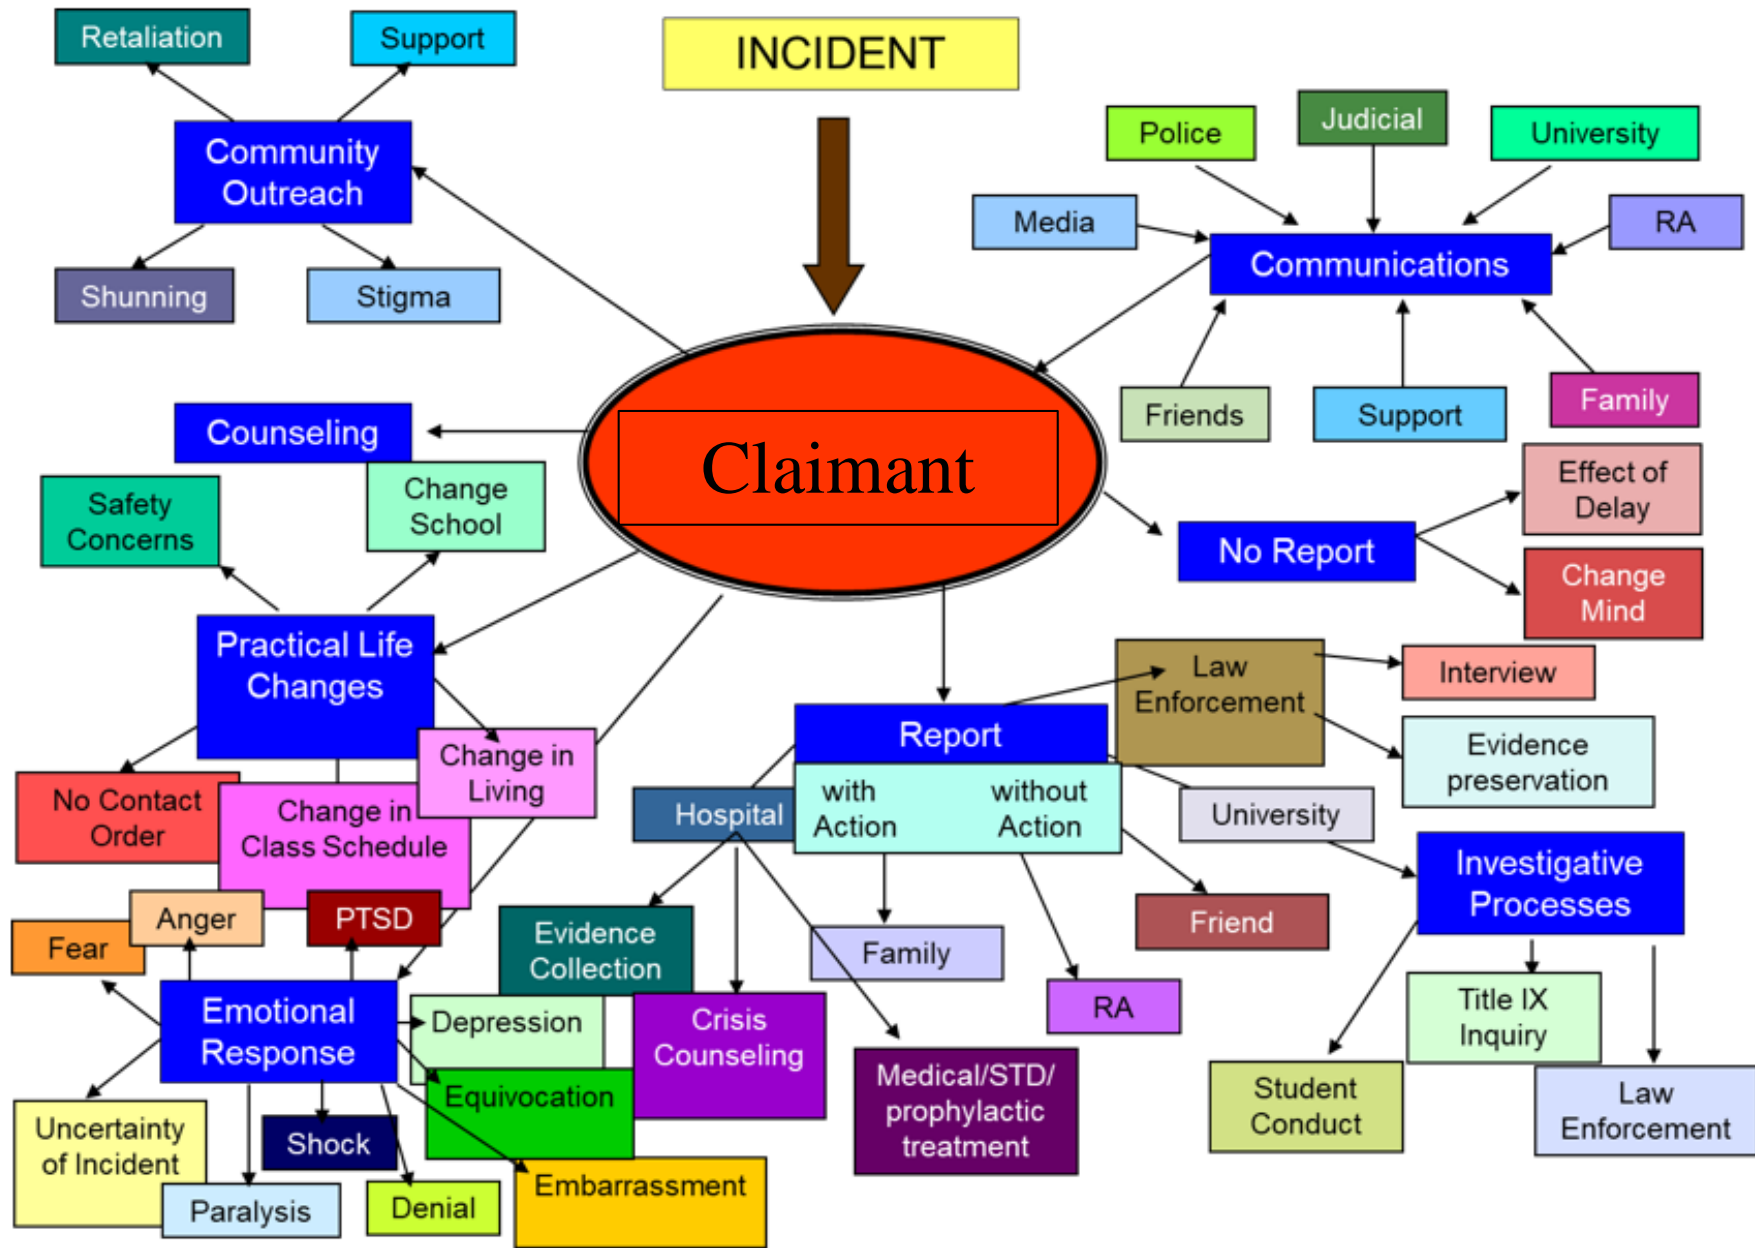 INCIDENT
Retaliation
Support
Community
Outreach
Shunning
Stigma
Police
Judicial
University
Media
RA
Communications
Friends
Support
Family
Claimant
Counseling
Safety
Concerns
Change
School
Practical Life
Changes
No Contact
Order
Change in
Class Schedule
Change in
Living
No Report
Effect of
Delay
Change
Mind
Report
with
Action
without
Action
Law
Enforcement
Interview
Evidence
preservation
Hospital
University
Evidence
Collection
Crisis
Counseling
Medical/STD/
prophylactic
treatment
Family
RA
Friend
Investigative
Processes
Student
Conduct
Title IX
Inquiry
Law
Enforcement
Fear
Anger
PTSD
Emotional
Response
Depression
Equivocation
Embarrassment
Uncertainty
of Incident
Paralysis
Shock
Denial